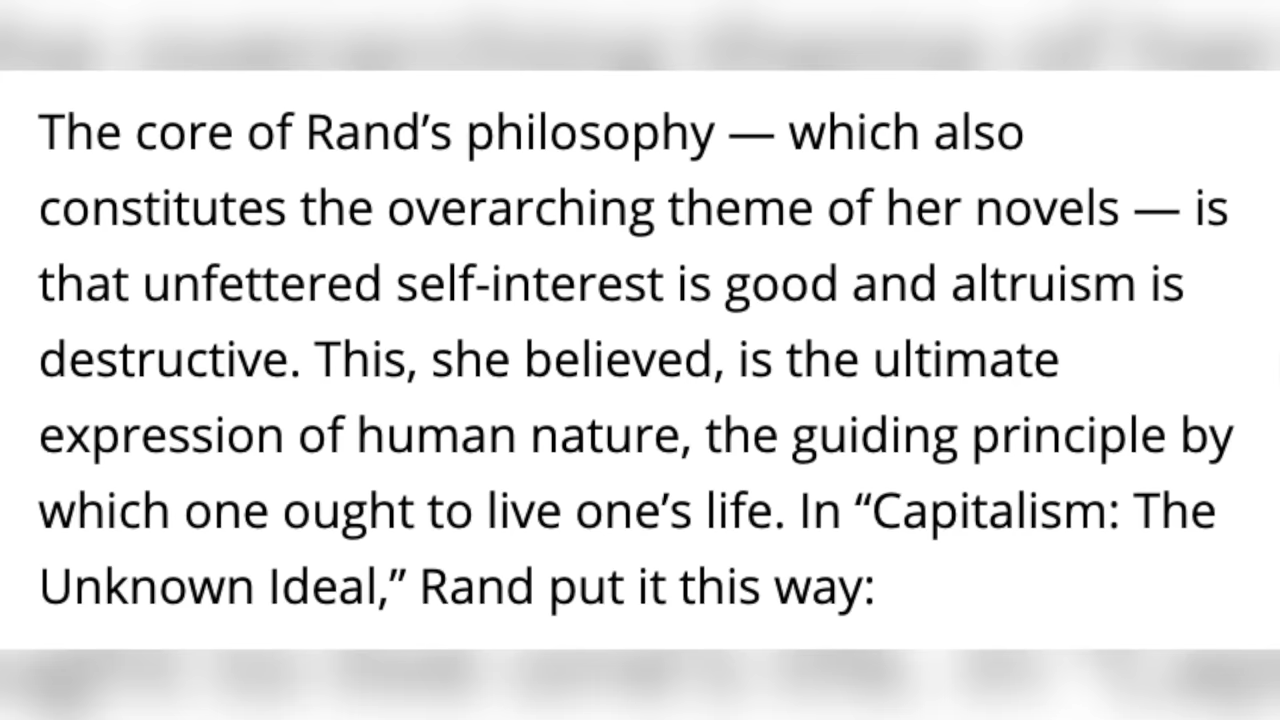 The core of Rand’s philosophy — which also
constitutes the overarching theme of her novels — is
that unfettered self-interest is good and altruism is
destructive. This, she believed, is the ultimate
expression of human nature, the guiding principle by
which one ought to live one’s life. In “Capitalism: The
Unknown Ideal,” Rand put it this way: